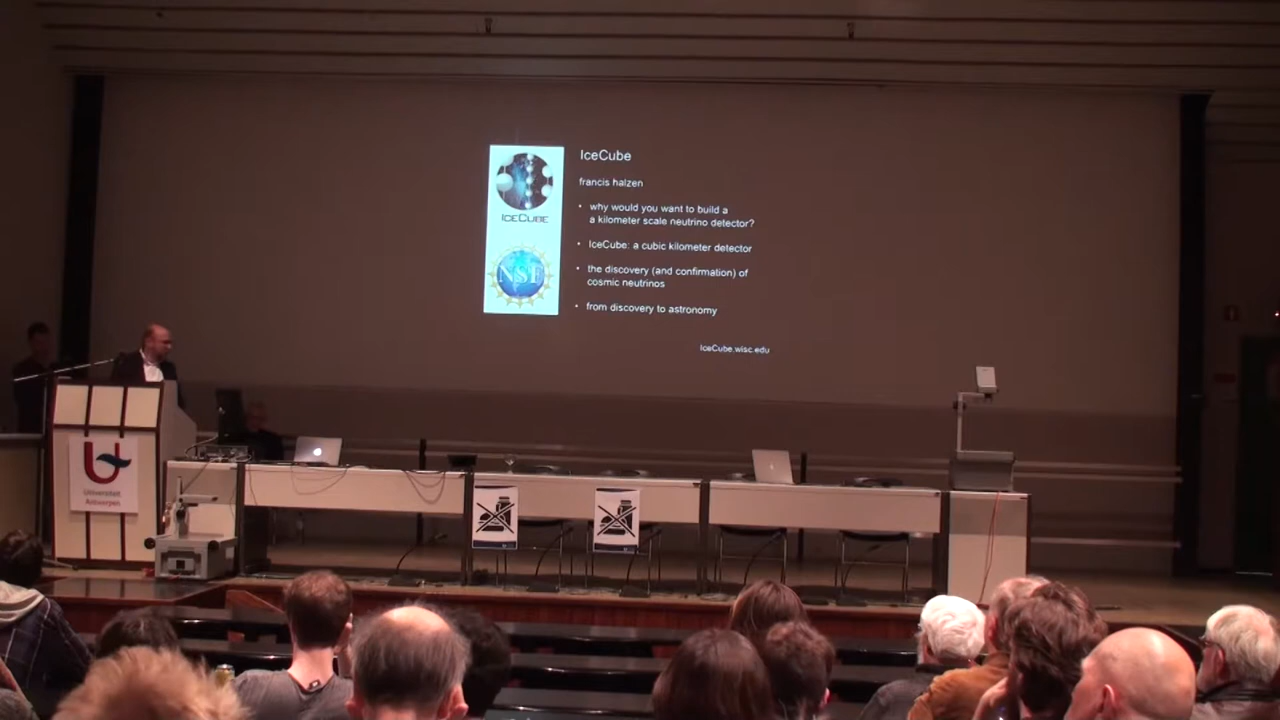 IceCube
francis halzen
• why would you want to build a
a kilometer scale neutrino detector?
• IceCube: a cubic kilometer detector
• the discovery (and confirmation) of
cosmic neutrinos
• from discovery to astronomy
IceCube.wisc.edu
ICECUBE
NSF
Universiteit
Antwerpen